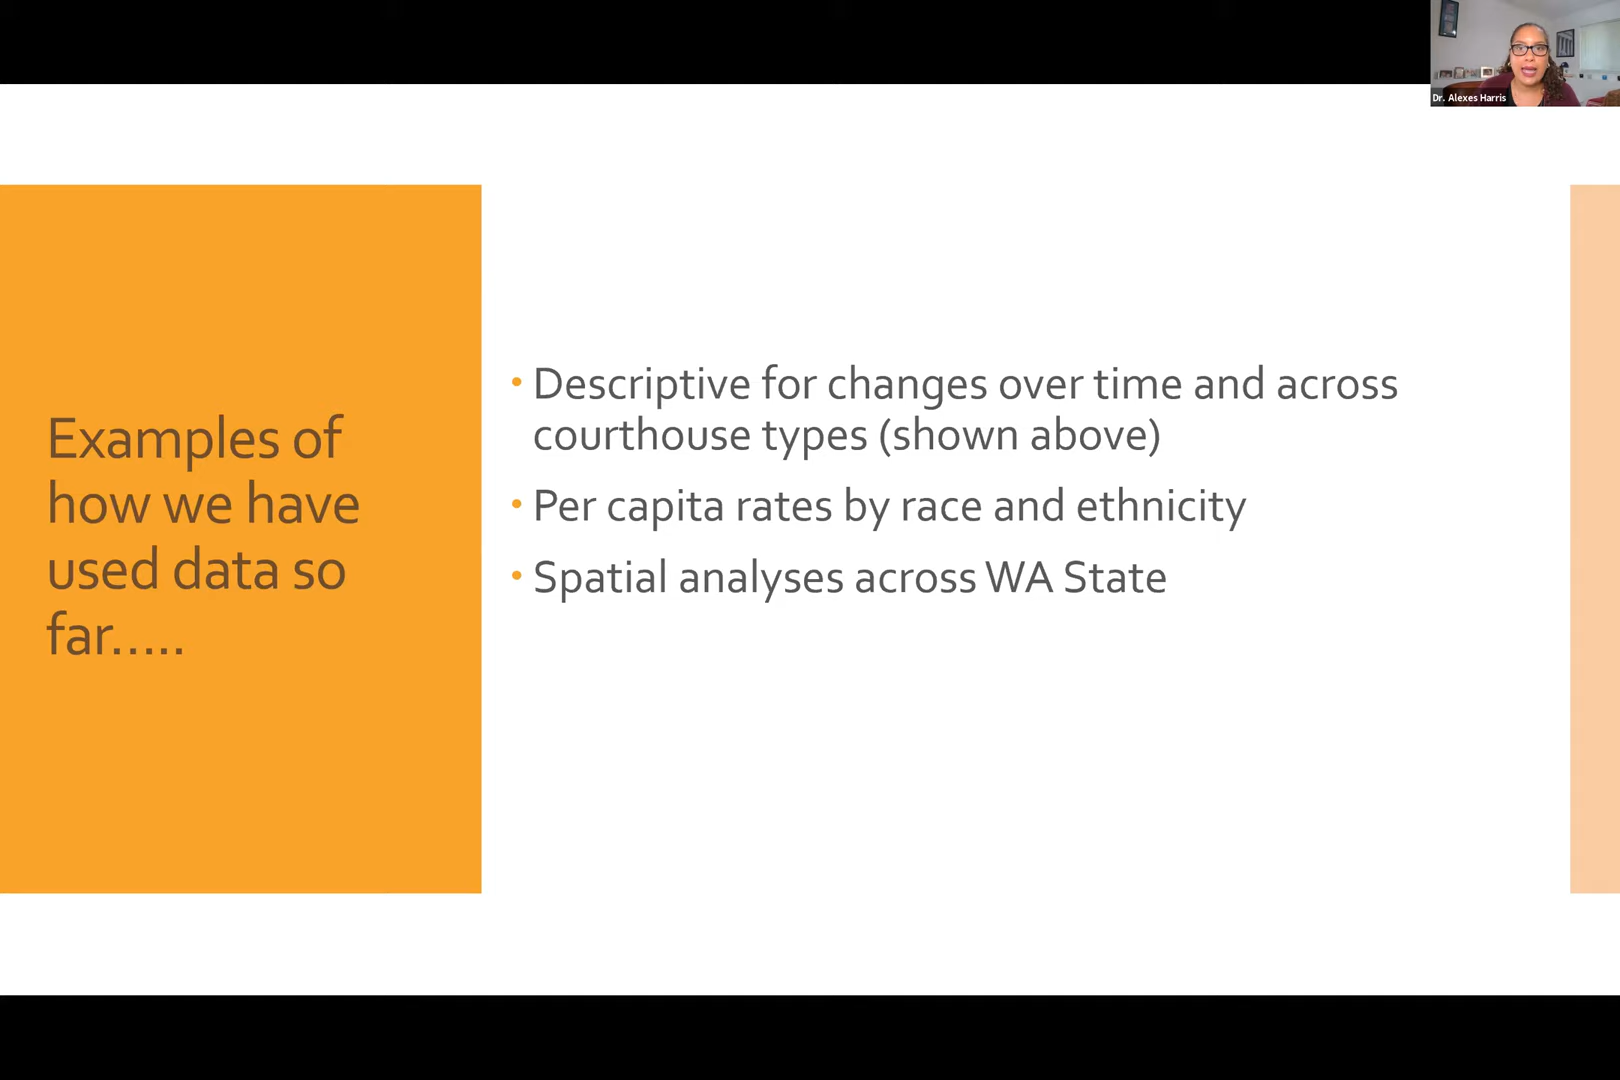 Dr. Alexes Harris
Examples of
how we have
used data so
far.....
• Descriptive for changes over time and across
courthouse types (shown above)
• Per capita rates by race and ethnicity
• Spatial analyses across WA State